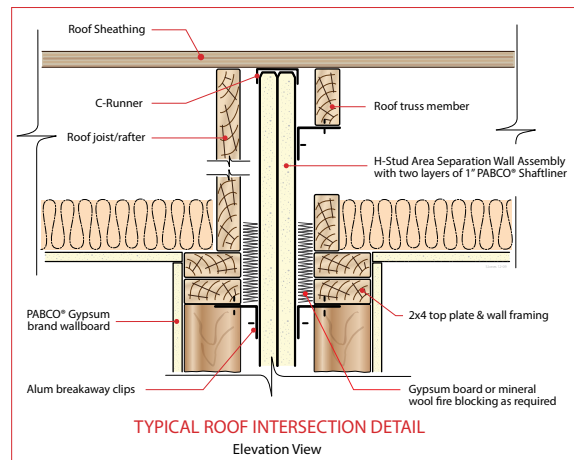 Roof Sheathing
C-Runner
Roof truss member
Roof joist/rafter
H-Stud Area Separation Wall Assembly
with two layers of 1” PABCO® Shaftliner
PABCO® Gypsum
brand wallboard
2x4 top plate & wall framing
Alum breakaway clips
Gypsum board or mineral
wool fire blocking as required
TYPICAL ROOF INTERSECTION DETAIL
Elevation View